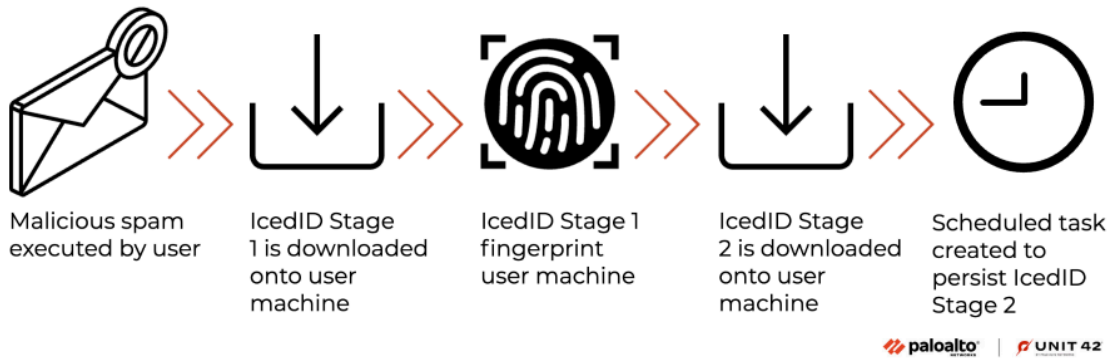 Malicious spam
executed by user
IcedID Stage
1 is downloaded
onto user
machine
IcedID Stage 1
fingerprint
user machine
IcedID Stage
2 is downloaded
onto user
machine
Scheduled task
created to
persist IcedID
Stage 2
paloalto
NETWORKS
UNIT 42